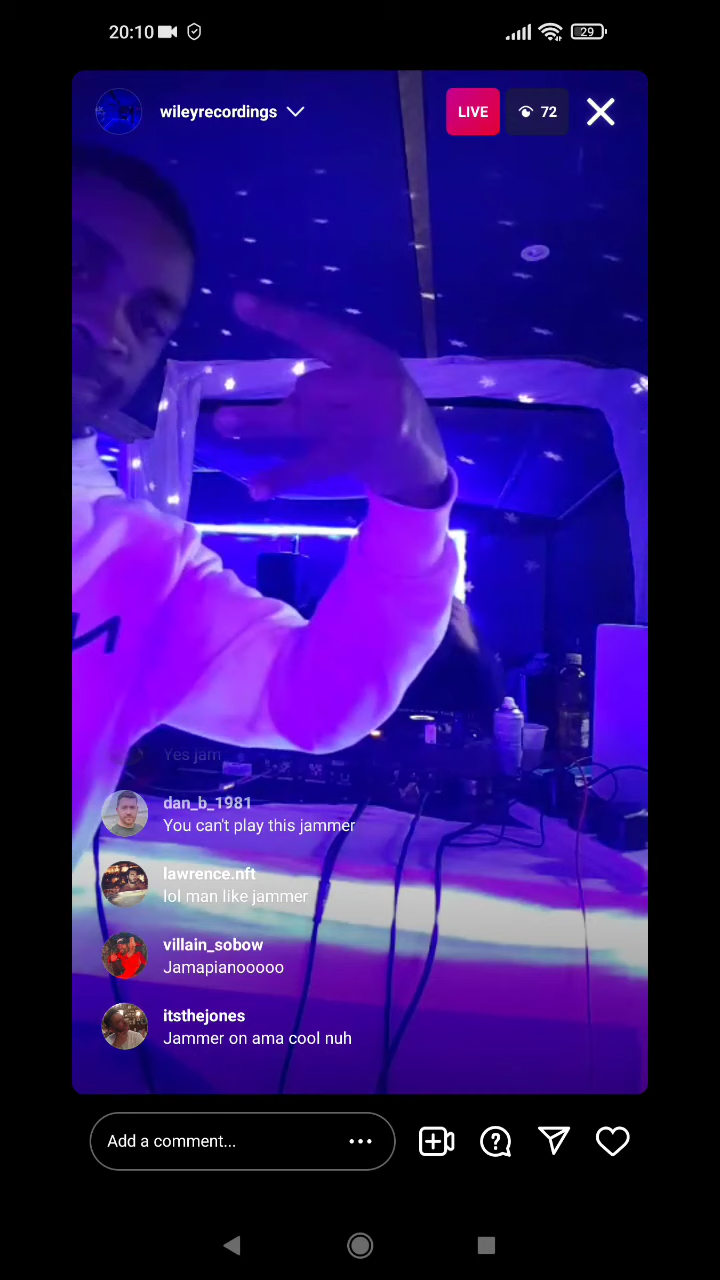 20:10
29
wileyrecordings
LIVE
72
Yes jam
dan_b_1981
You can't play this jammer
lawrence.nft
lol man like jammer
villain_sobow
Jamapianooooo
itsthejones
Jammer on ama cool nuh
Add a comment...